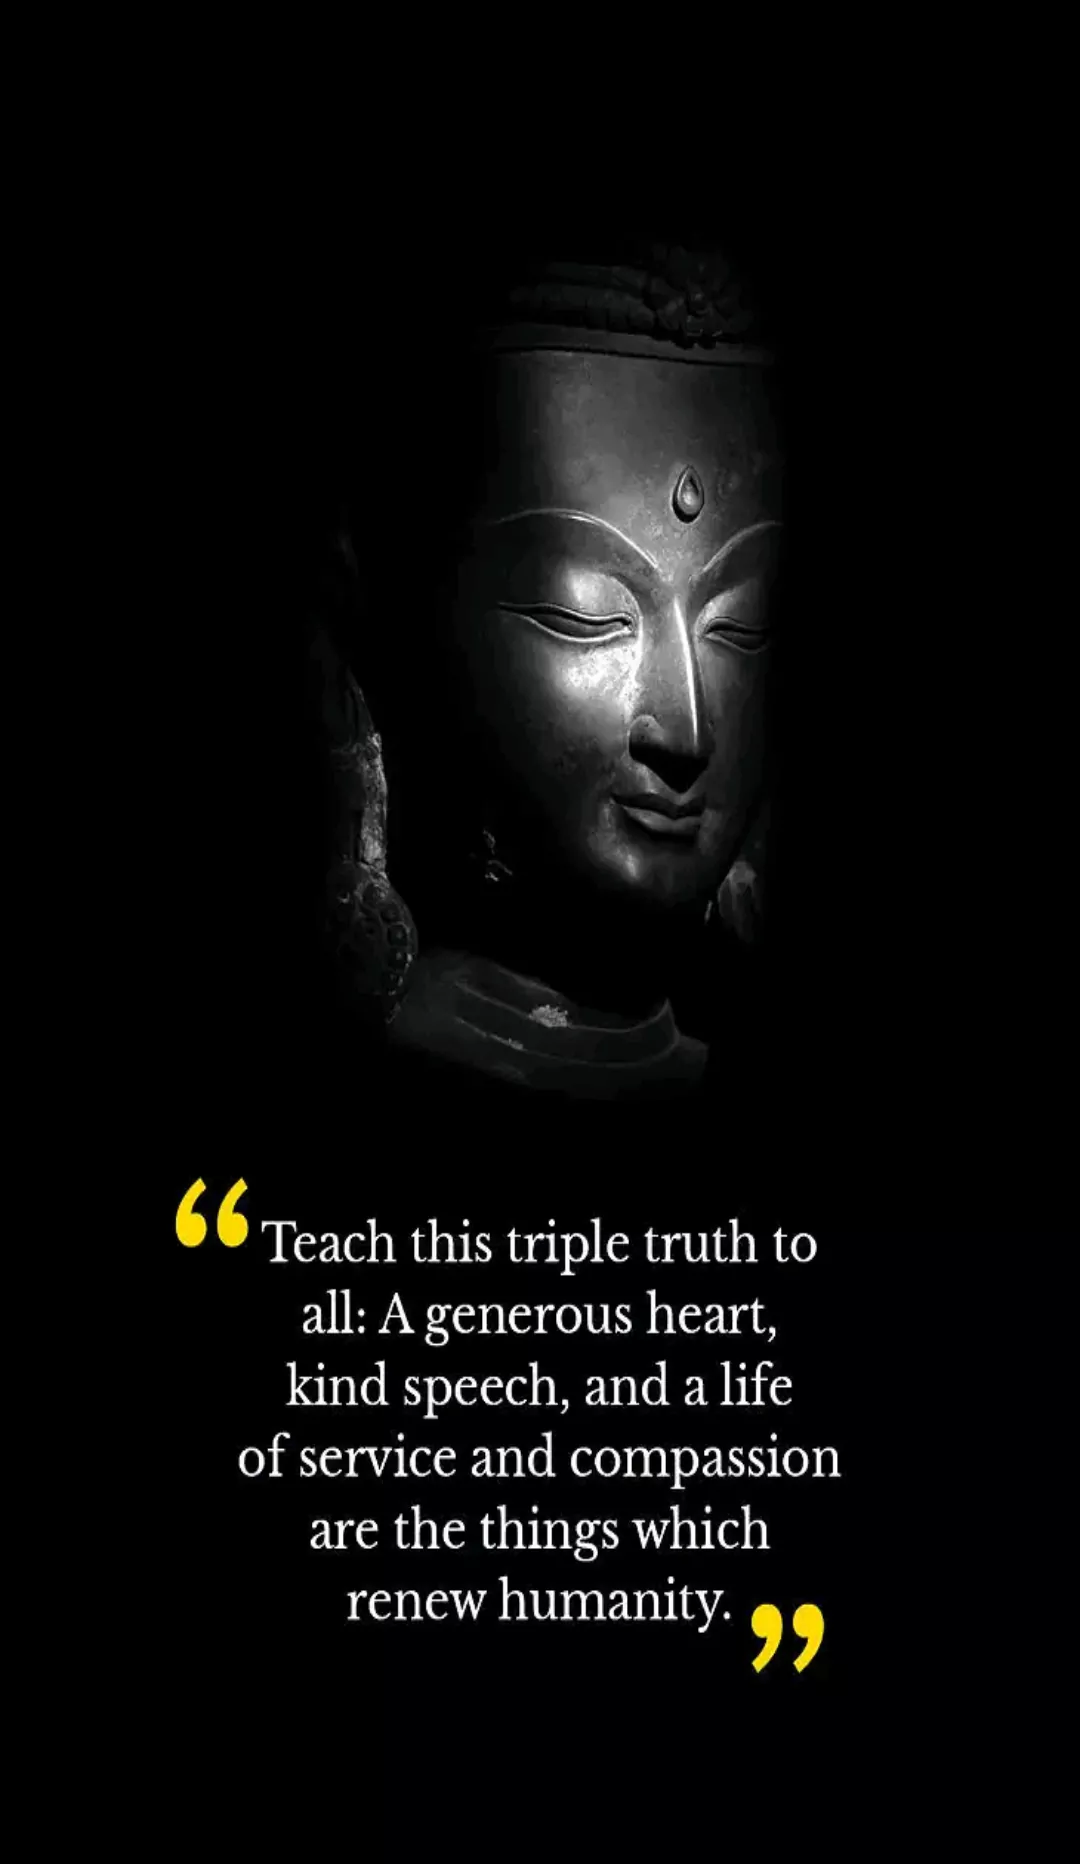 “Teach this triple truth to
all: A generous heart,
kind speech, and a life
of service and compassion
are the things which
renew humanity.”